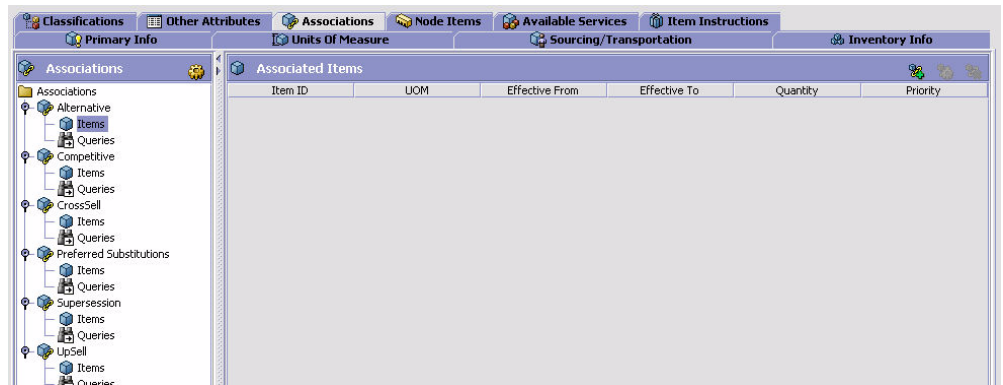 Classifications Other Attributes Associations Node Items Available Services Item Instructions
Primary Info Units Of Measure Sourcing/Transportation Inventory Info
Associations Associated Items
Item ID UOM Effective From Effective To Quantity Priority
Associations
Alternative
Items
Queries
Competitive
Items
Queries
CrossSell
Items
Queries
Preferred Substitutions
Items
Queries
Supersession
Items
Queries
UpSell
Items
Queries